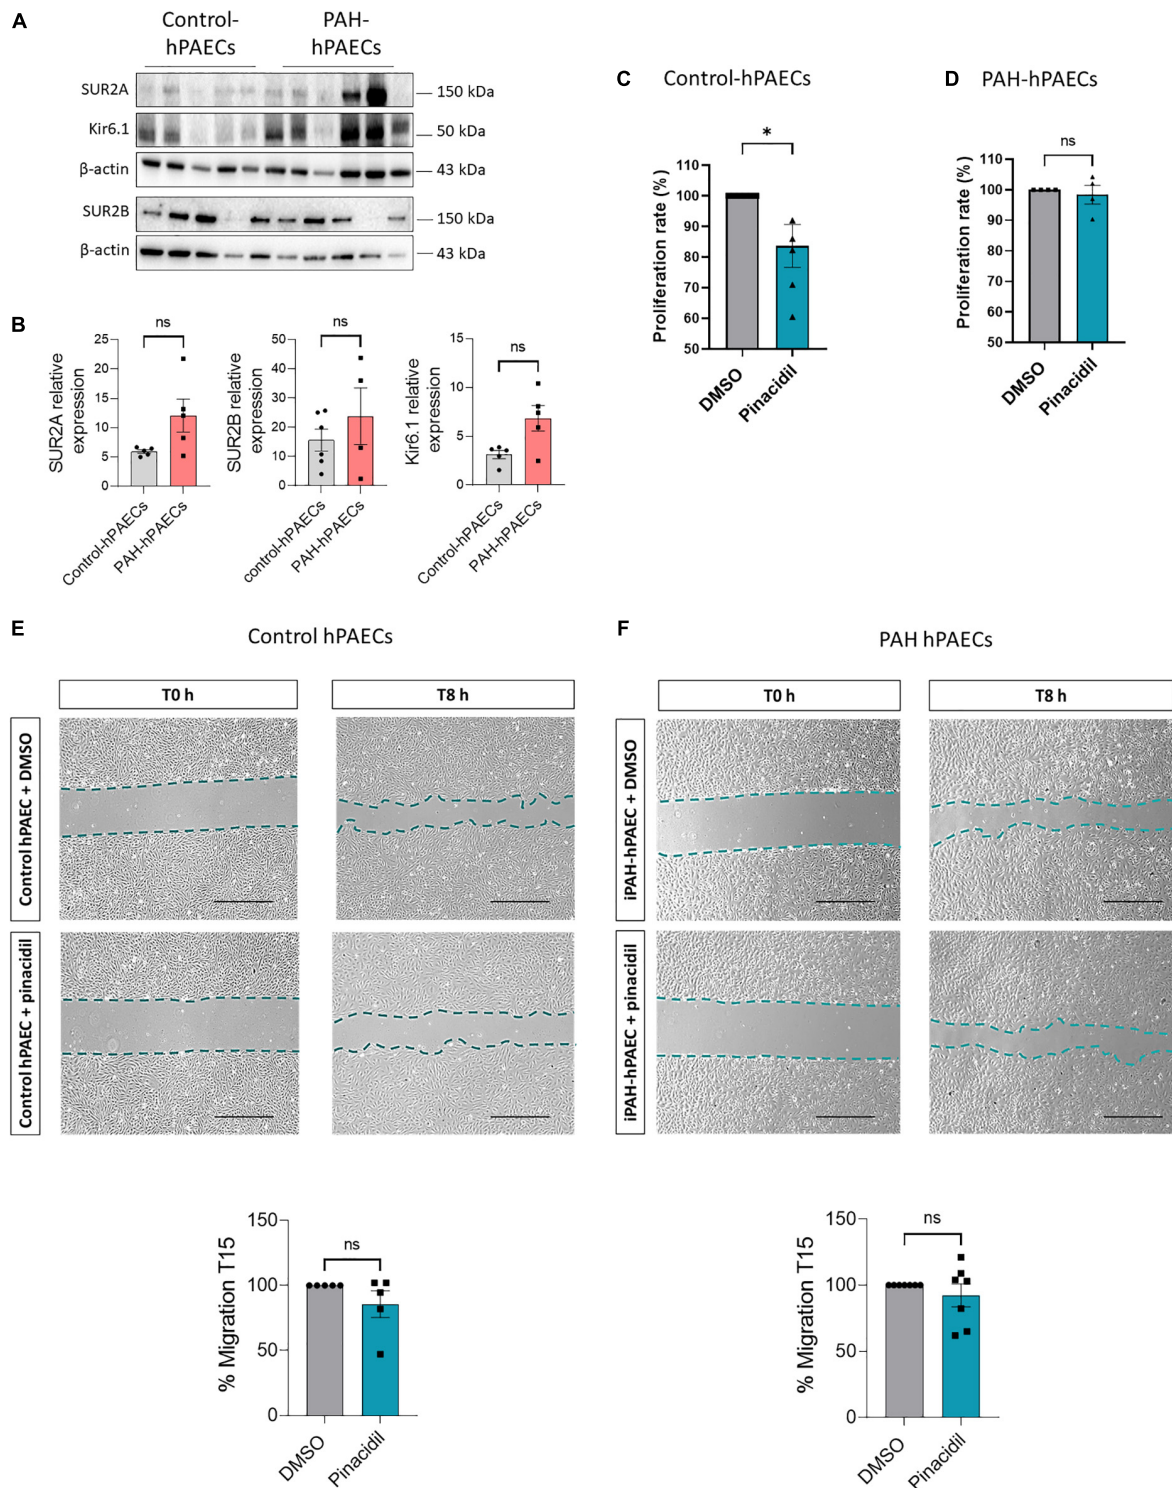 A
Control-
hPAECs
PAH-
hPAECs
SUR2A
150 kDa
Kir6.1
50 kDa
β-actin
43 kDa
SUR2B
150 kDa
β-actin
43 kDa
B
ns
SUR2A relative
expression
25
20
15
10
5
0
Control-hPAECs
PAH-hPAECs
ns
SUR2B relative
expression
50
40
30
20
10
0
control-hPAECs
PAH-hPAECs
ns
Kir6.1 relative
expression
15
10
5
0
Control-hPAECs
PAH-hPAECs
C
Control-hPAECs
*
Proliferation rate (%)
110
100
90
80
70
60
50
DMSO
Pinacidil
D
PAH-hPAECs
ns
Proliferation rate (%)
110
100
90
80
70
60
50
DMSO
Pinacidil
E
Control hPAECs
T0 h
T8 h
Control hPAEC + DMSO
Control hPAEC + pinacidil
ns
% Migration T15
150
100
50
0
DMSO
Pinacidil
F
PAH hPAECs
T0 h
T8 h
iPAH-hPAEC + DMSO
iPAH-hPAEC + pinacidil
ns
% Migration T15
150
100
50
0
DMSO
Pinacidil